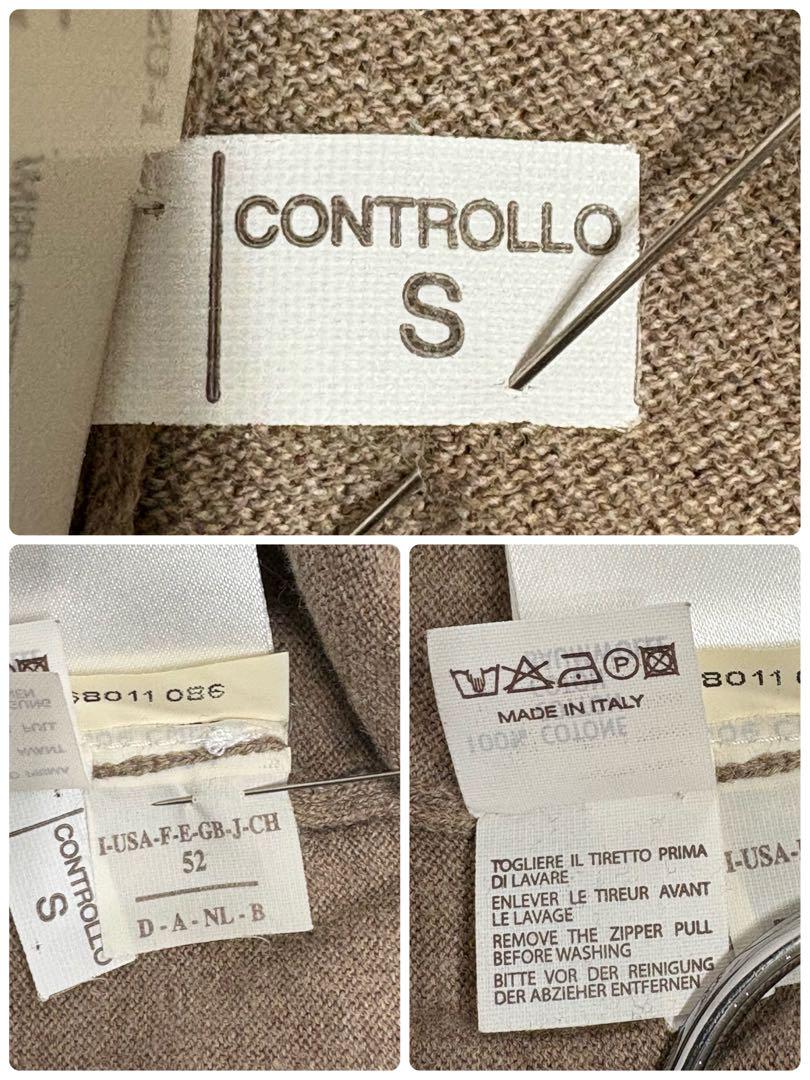 CONTROLLO
S
68011 086
I-USA-F-E-GB-J-CH
52
D - A - NL - B
CONTROLLO
S
P
MADE IN ITALY
100% COTONE
8011
TOGLIERE IL TIRETTO PRIMA
DI LAVARE
ENLEVER LE TIREUR AVANT
LE LAVAGE
REMOVE THE ZIPPER PULL
BEFORE WASHING
BITTE VOR DER REINIGUNG
DER ABZIEHER ENTFERNEN
I-USA-